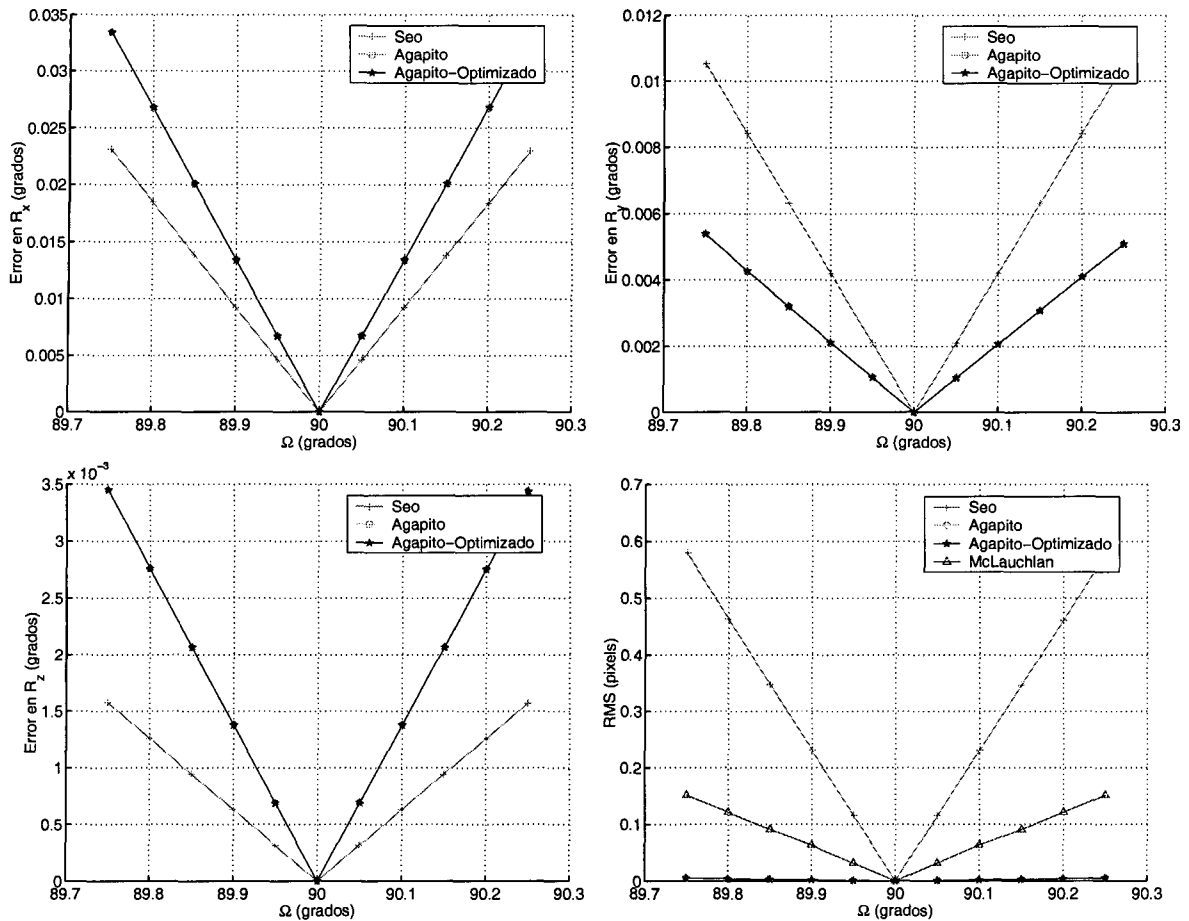 0.035
0.03
0.025
0.02
0.015
0.01
0.005
0
Error en Rx (grados)
Seo
Agapito
Agapito-Optimizado
89.7 89.8 89.9 90 90.1 90.2 90.3
Ω (grados)
0.012
0.01
0.008
0.006
0.004
0.002
0
Error en Ry (grados)
Seo
Agapito
Agapito-Optimizado
89.7 89.8 89.9 90 90.1 90.2 90.3
Ω (grados)
x 10⁻³
3.5
3
2.5
2
1.5
1
0.5
0
Error en Rz (grados)
Seo
Agapito
Agapito-Optimizado
89.7 89.8 89.9 90 90.1 90.2 90.3
Ω (grados)
0.7
0.6
0.5
0.4
0.3
0.2
0.1
0
RMS (pixels)
Seo
Agapito
Agapito-Optimizado
McLauchlan
89.7 89.8 89.9 90 90.1 90.2 90.3
Ω (grados)